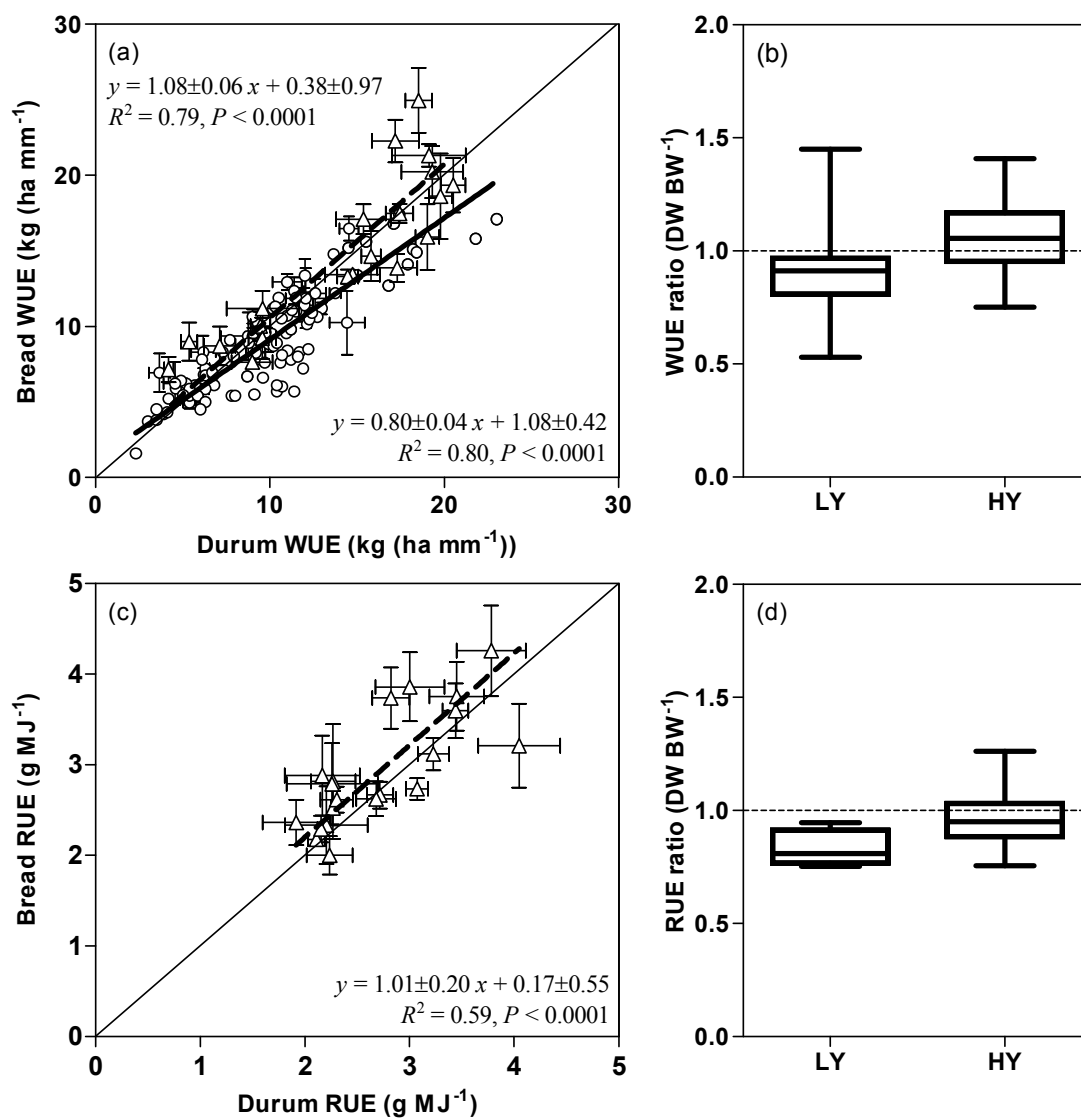 (a)
y = 1.08±0.06 x + 0.38±0.97
R² = 0.79, P < 0.0001
y = 0.80±0.04 x + 1.08±0.42
R² = 0.80, P < 0.0001
Bread WUE (kg (ha mm⁻¹))
30
20
10
0
0 10 20 30
Durum WUE (kg (ha mm⁻¹))
(b)
WUE ratio (DW BW⁻¹)
2.0
1.5
1.0
0.5
0.0
LY HY
(c)
y = 1.01±0.20 x + 0.17±0.55
R² = 0.59, P < 0.0001
Bread RUE (g MJ⁻¹)
5
4
3
2
1
0
0 1 2 3 4 5
Durum RUE (g MJ⁻¹)
(d)
RUE ratio (DW BW⁻¹)
2.0
1.5
1.0
0.5
0.0
LY HY